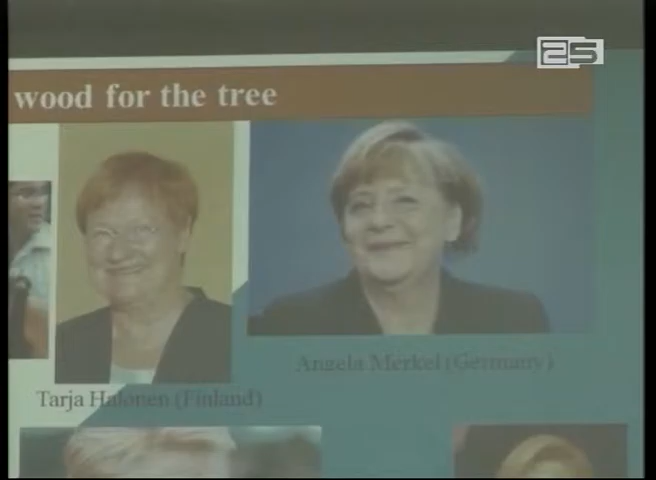 25
wood for the tree
Angela Merkel (Germany)
Tarja Halonen (Finland)